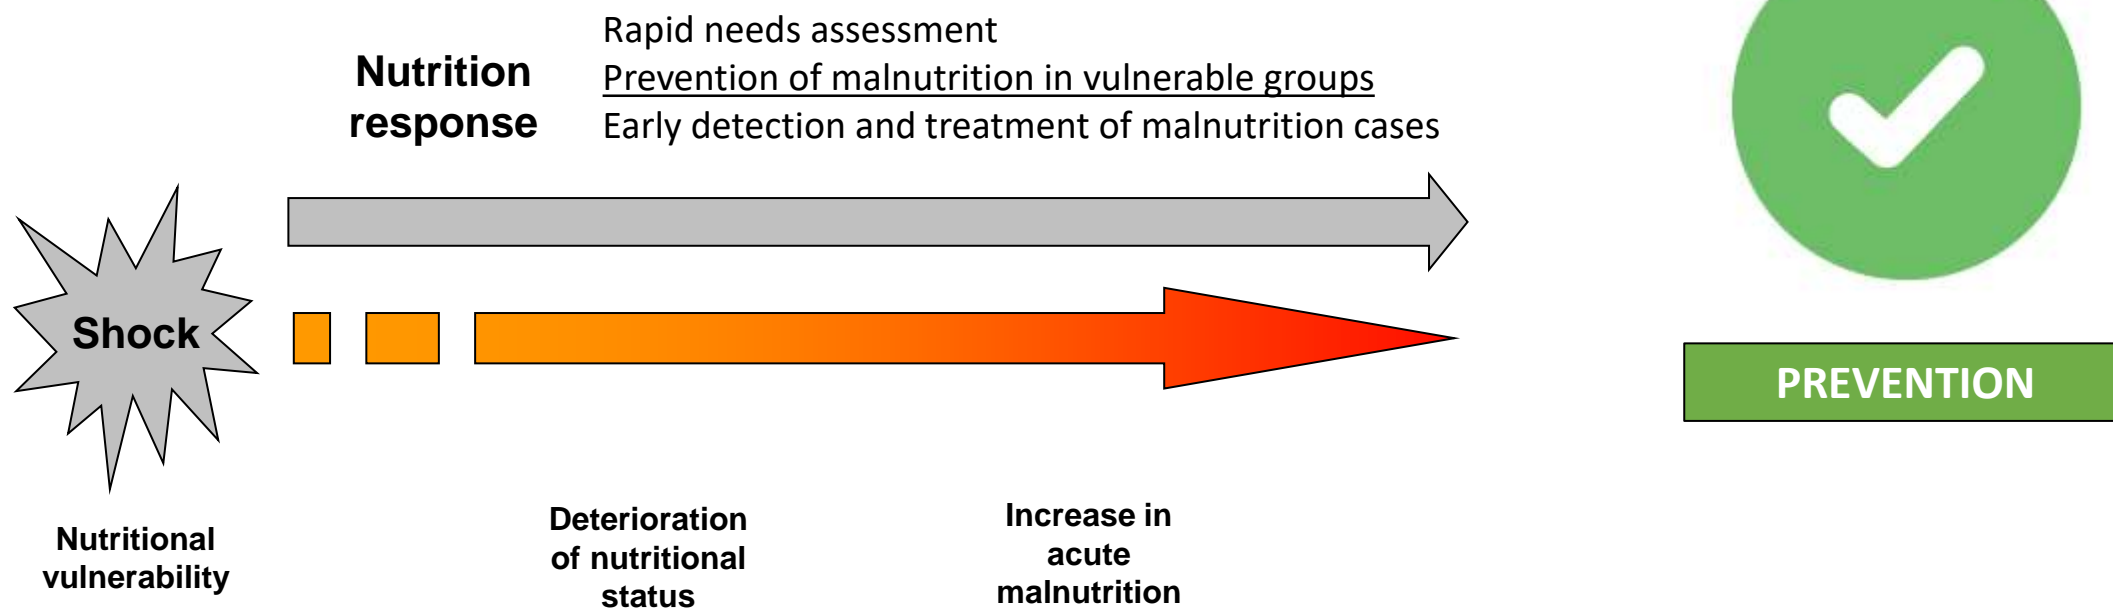 Nutrition
response
Rapid needs assessment
Prevention of malnutrition in vulnerable groups
Early detection and treatment of malnutrition cases
Shock
PREVENTION
Nutritional
vulnerability
Deterioration
of nutritional
status
Increase in
acute
malnutrition